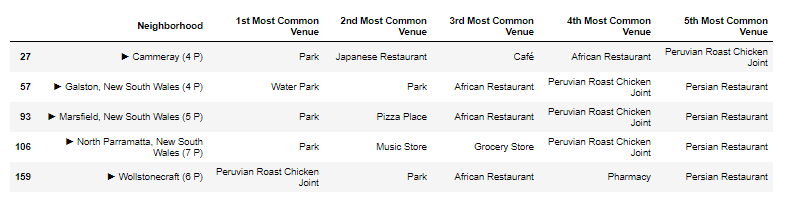 Neighborhood 1st Most Common Venue 2nd Most Common Venue 3rd Most Common Venue 4th Most Common Venue 5th Most Common Venue
27 ► Cammeray (4 P) Park Japanese Restaurant Café African Restaurant Peruvian Roast Chicken Joint
57 ► Galston, New South Wales (4 P) Water Park Park African Restaurant Peruvian Roast Chicken Joint Persian Restaurant
93 ► Marsfield, New South Wales (5 P) Park Pizza Place African Restaurant Peruvian Roast Chicken Joint Persian Restaurant
106 ► North Parramatta, New South Wales (7 P) Park Music Store Grocery Store Peruvian Roast Chicken Joint Persian Restaurant
159 ► Wollstonecraft (6 P) Peruvian Roast Chicken Joint Park African Restaurant Pharmacy Persian Restaurant